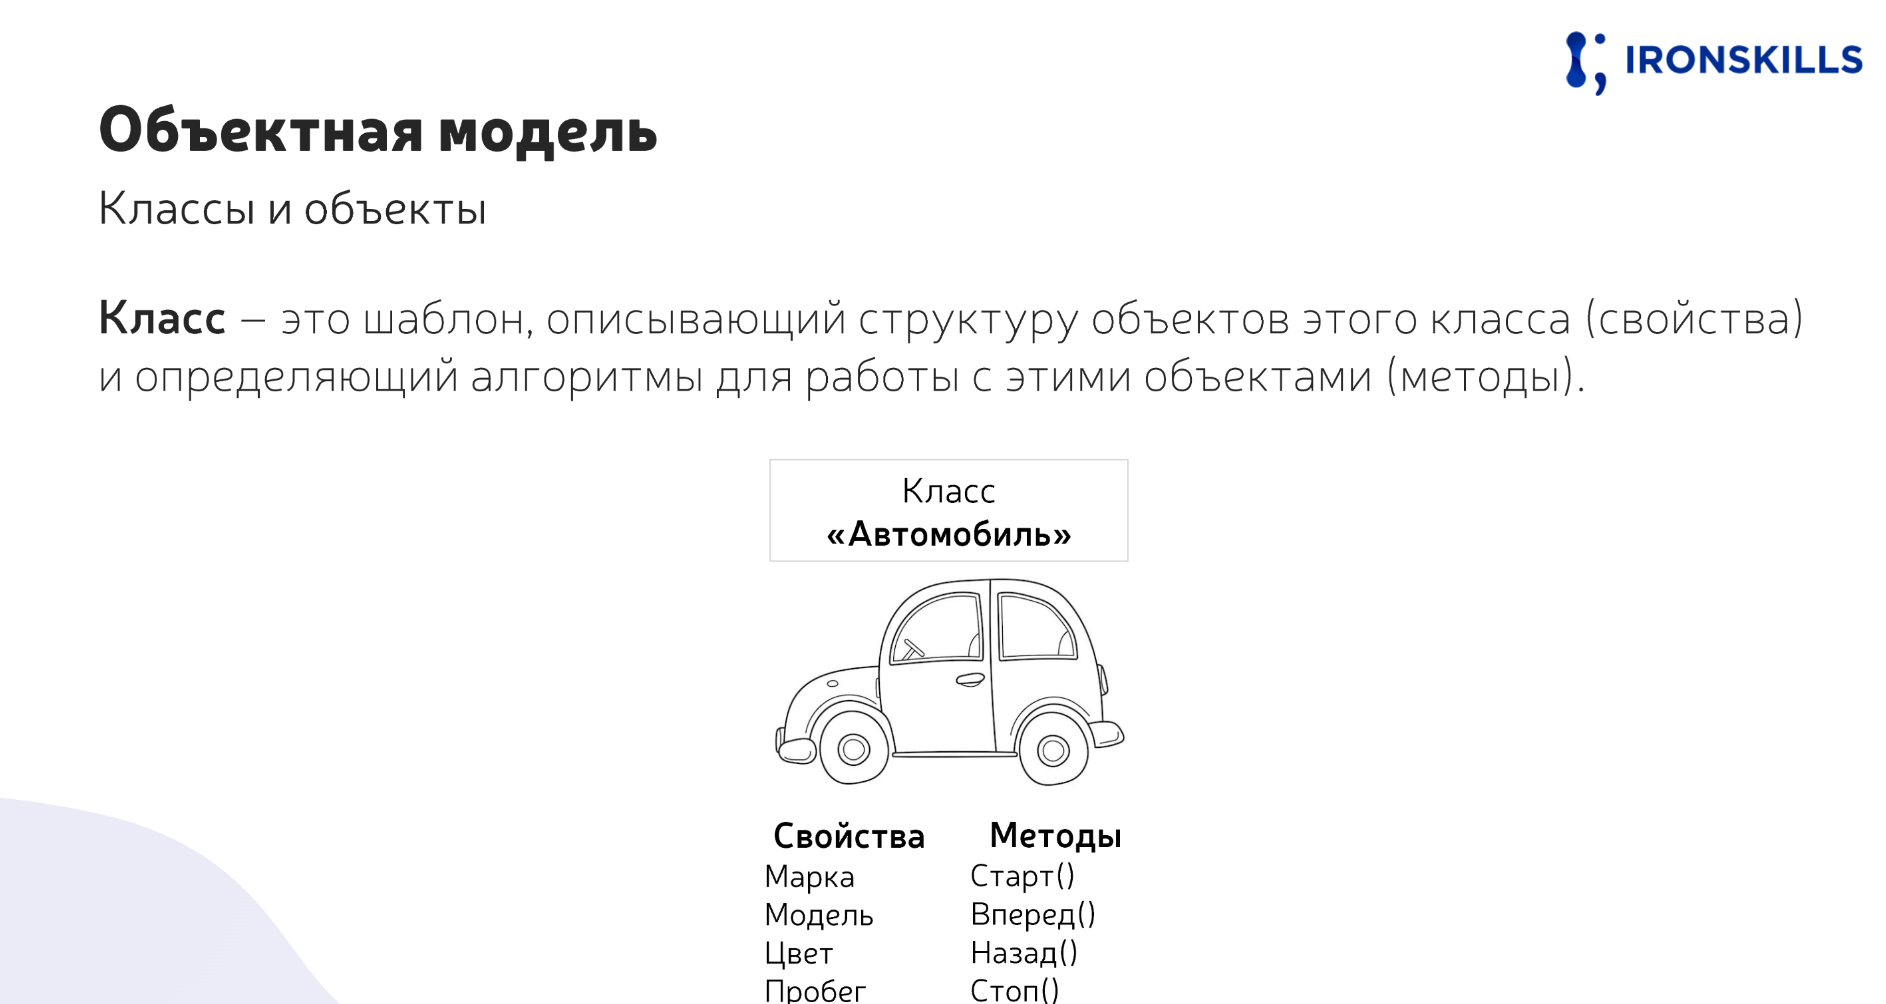 IRONSKILLS
Объектная модель
Классы и объекты
Класс – это шаблон, описывающий структуру объектов этого класса (свойства)
и определяющий алгоритмы для работы с этими объектами (методы).
Класс
«Автомобиль»
Свойства Методы
Марка Старт()
Модель Вперед()
Цвет Назад()
Пробег Стоп()